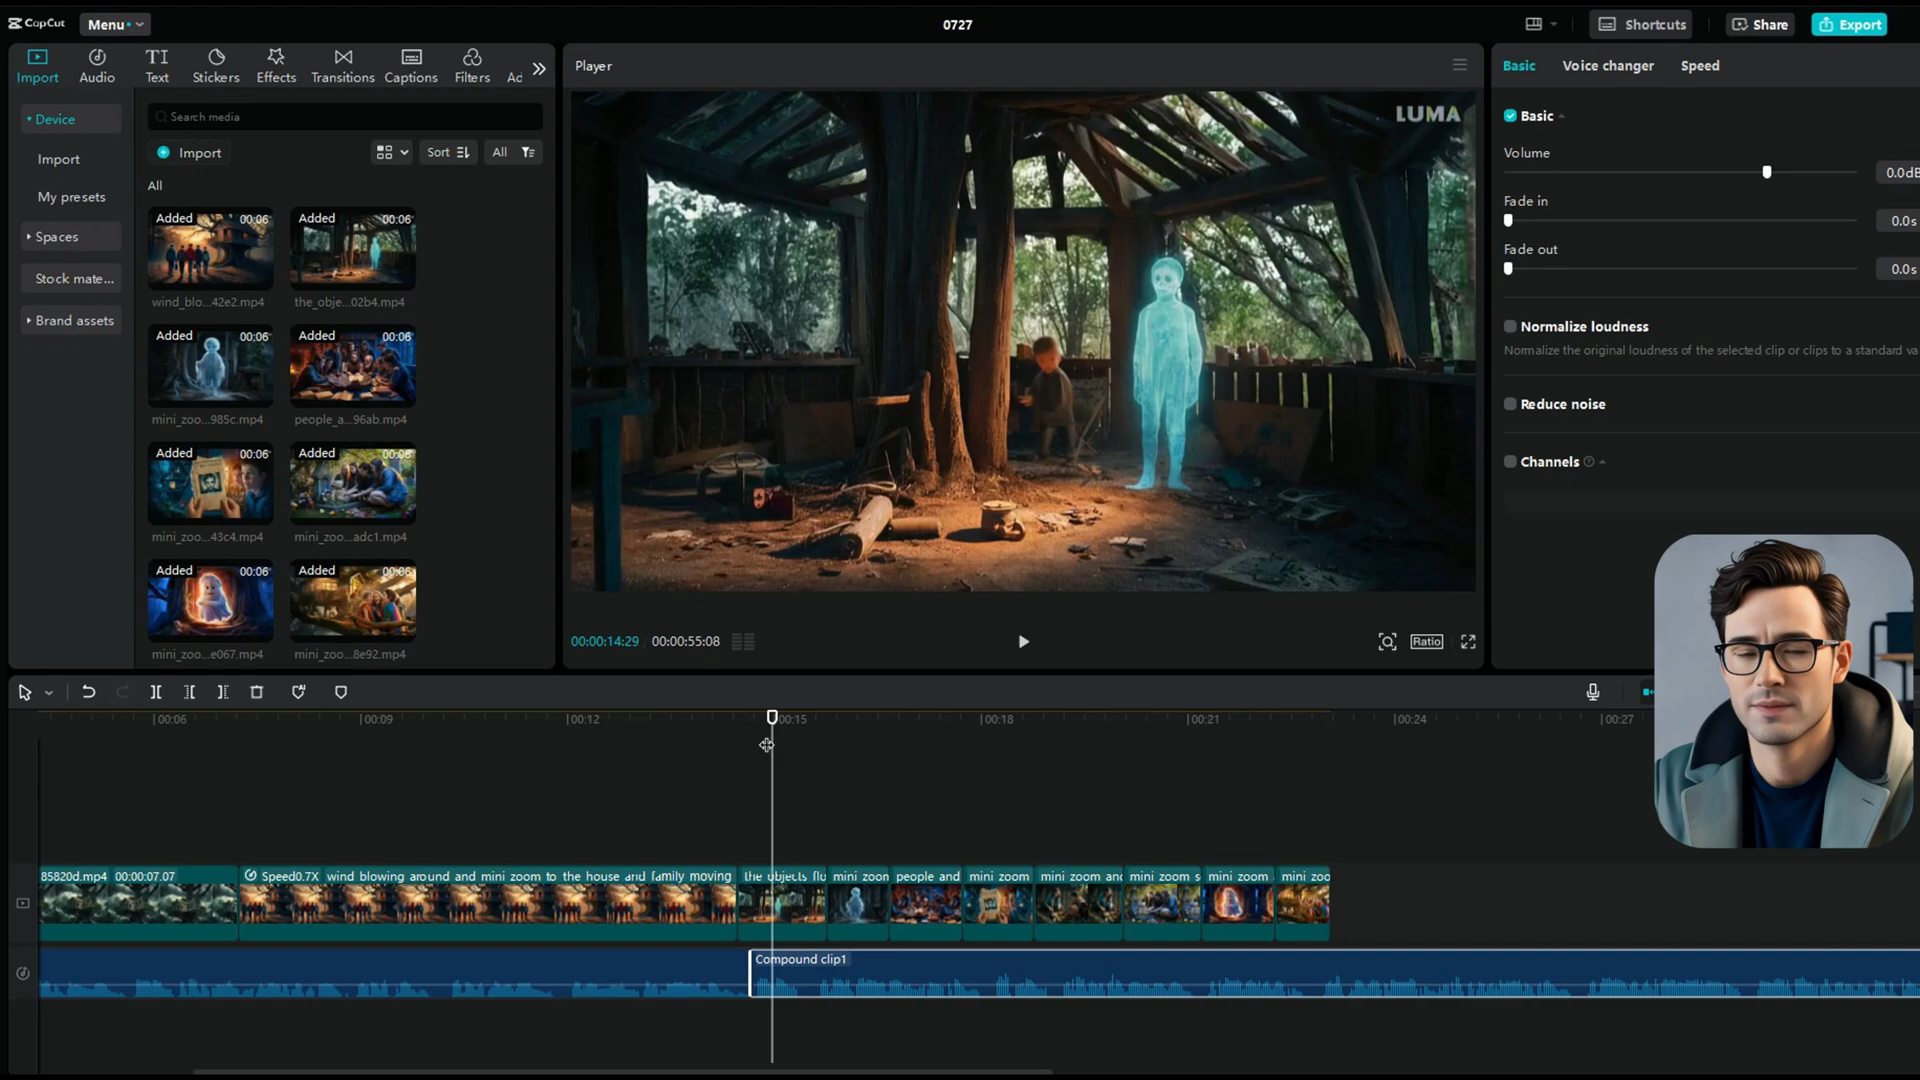 CapCut
Menu
0727
Shortcuts
Share
Export
Import
Audio
TI
Text
Stickers
Effects
Transitions
Captions
Filters
Ad
Player
Basic
Voice changer
Speed
Device
Import
My presets
Spaces
Stock mate...
Brand assets
Search media
Import
Sort
All
All
Added 00:06
wind_blo...42e2.mp4
Added 00:06
the_obje...02b4.mp4
Added 00:06
mini_zoo...985c.mp4
Added 00:06
people_a...96ab.mp4
Added 00:06
mini_zoo...43c4.mp4
Added 00:06
mini_zoo...adc1.mp4
Added 00:06
mini_zoo...e067.mp4
Added 00:06
mini_zoo...8e92.mp4
LUMA
00:00:14:29 / 00:00:55:08
Ratio
Basic
Volume
0.0dB
Fade in
0.0s
Fade out
0.0s
Normalize loudness
Normalize the original loudness of the selected clip or clips to a standard va
Reduce noise
Channels
00:06
00:09
00:12
00:15
00:18
00:21
00:24
00:27
85820d.mp4 00:00:07:07
Speed0.7X wind blowing around and mini zoom to the house and family moving
the objects flu
mini zoon
people and
mini zoom
mini zoom and
mini zoom s
mini zoom
mini zoo
Compound clip1